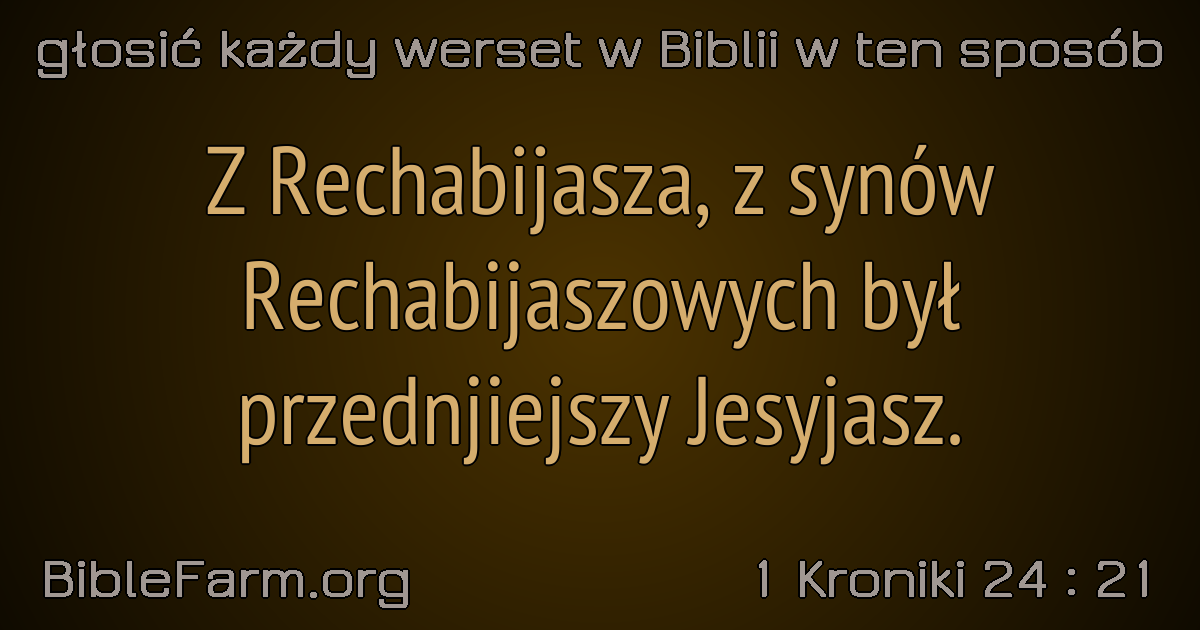 głosić każdy werset w Biblii w ten sposób
Z Rechabijasza, z synów
Rechabijaszowych był
przednjiejszy Jesyjasz.
BibleFarm.org
1 Kroniki 24 : 21